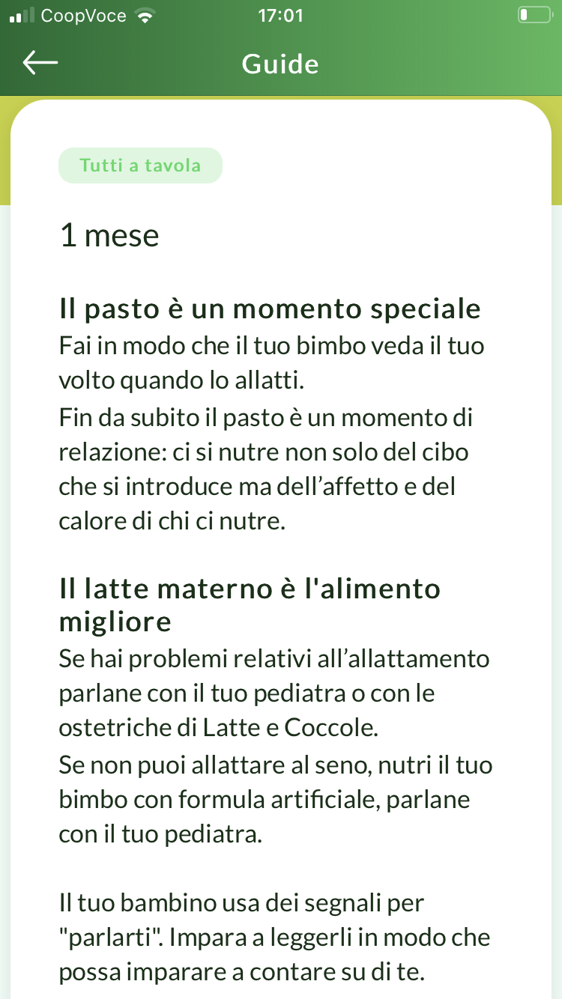 CoopVoce
17:01
Guide
Tutti a tavola
1 mese
Il pasto è un momento speciale
Fai in modo che il tuo bimbo veda il tuo
volto quando lo allatti.
Fin da subito il pasto è un momento di
relazione: ci si nutre non solo del cibo
che si introduce ma dell’affetto e del
calore di chi ci nutre.
Il latte materno è l'alimento
migliore
Se hai problemi relativi all’allattamento
parlane con il tuo pediatra o con le
ostetriche di Latte e Coccole.
Se non puoi allattare al seno, nutri il tuo
bimbo con formula artificiale, parlane
con il tuo pediatra.
Il tuo bambino usa dei segnali per
"parlarti". Impara a leggerli in modo che
possa imparare a contare su di te.